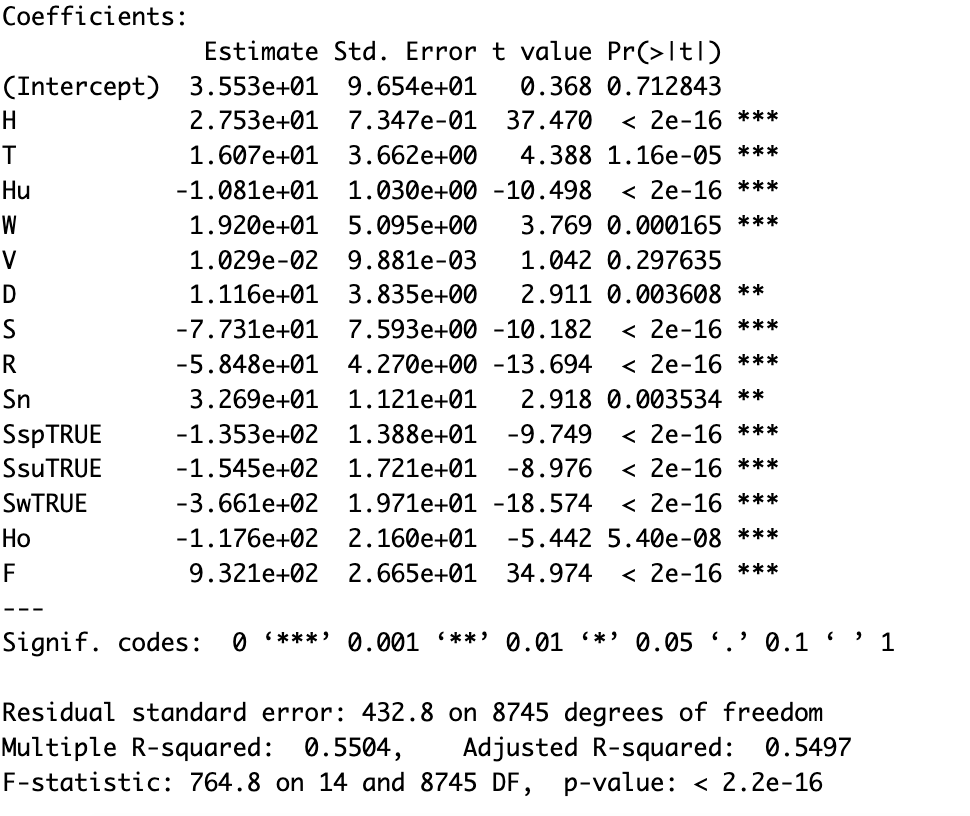 Coefficients:
Estimate Std. Error t value Pr(>|t|)
(Intercept) 3.553e+01 9.654e+01 0.368 0.712843
H 2.753e+01 7.347e-01 37.470 < 2e-16 ***
T 1.607e+01 3.662e+00 4.388 1.16e-05 ***
Hu -1.081e+01 1.030e+00 -10.498 < 2e-16 ***
W 1.920e+01 5.095e+00 3.769 0.000165 ***
V 1.029e-02 9.881e-03 1.042 0.297635
D 1.116e+01 3.835e+00 2.911 0.003608 **
S -7.731e+01 7.593e+00 -10.182 < 2e-16 ***
R -5.848e+01 4.270e+00 -13.694 < 2e-16 ***
Sn 3.269e+01 1.121e+01 2.918 0.003534 **
SspTRUE -1.353e+02 1.388e+01 -9.749 < 2e-16 ***
SsuTRUE -1.545e+02 1.721e+01 -8.976 < 2e-16 ***
SwTRUE -3.661e+02 1.971e+01 -18.574 < 2e-16 ***
Ho -1.176e+02 2.160e+01 -5.442 5.40e-08 ***
F 9.321e+02 2.665e+01 34.974 < 2e-16 ***
---
Signif. codes: 0 ‘***’ 0.001 ‘**’ 0.01 ‘*’ 0.05 ‘.’ 0.1 ‘ ’ 1
Residual standard error: 432.8 on 8745 degrees of freedom
Multiple R-squared: 0.5504, Adjusted R-squared: 0.5497
F-statistic: 764.8 on 14 and 8745 DF, p-value: < 2.2e-16